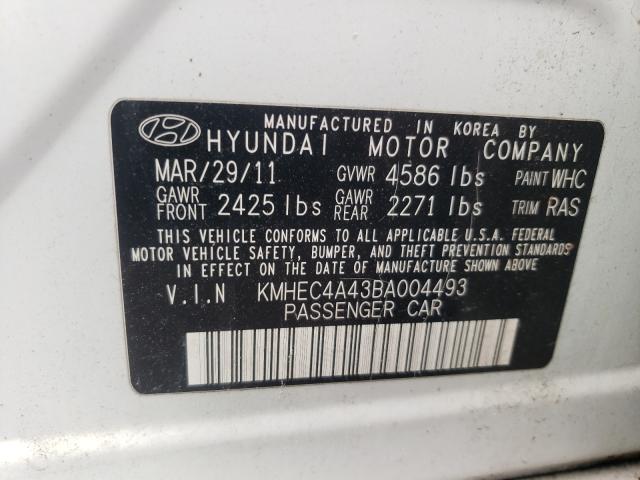 MANUFACTURED IN KOREA BY
HYUNDAI MOTOR COMPANY
MAR/29/11 GVWR 4586 lbs PAINT WHC
GAWR FRONT 2425 lbs GAWR REAR 2271 lbs TRIM RAS
THIS VEHICLE CONFORMS TO ALL APPLICABLE U.S.A. FEDERAL
MOTOR VEHICLE SAFETY, BUMPER, AND THEFT PREVENTION STANDARDS
IN EFFECT ON THE DATE OF MANUFACTURE SHOWN ABOVE
V.I.N KMHEC4A43BA004493
PASSENGER CAR